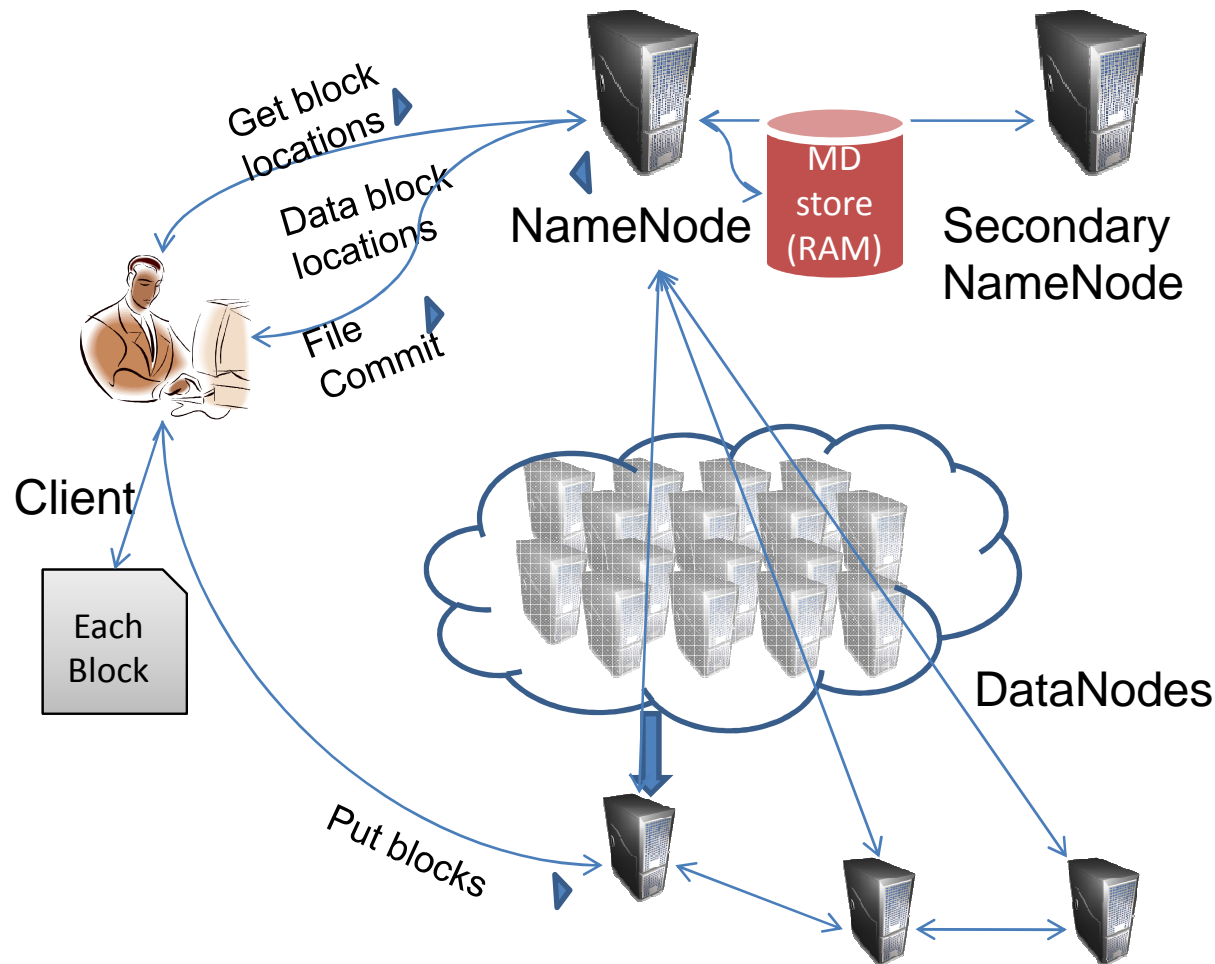 Get block
locations
Data block
locations
File
Commit
NameNode
MD
store
(RAM)
Secondary
NameNode
Client
Each
Block
DataNodes
Put blocks